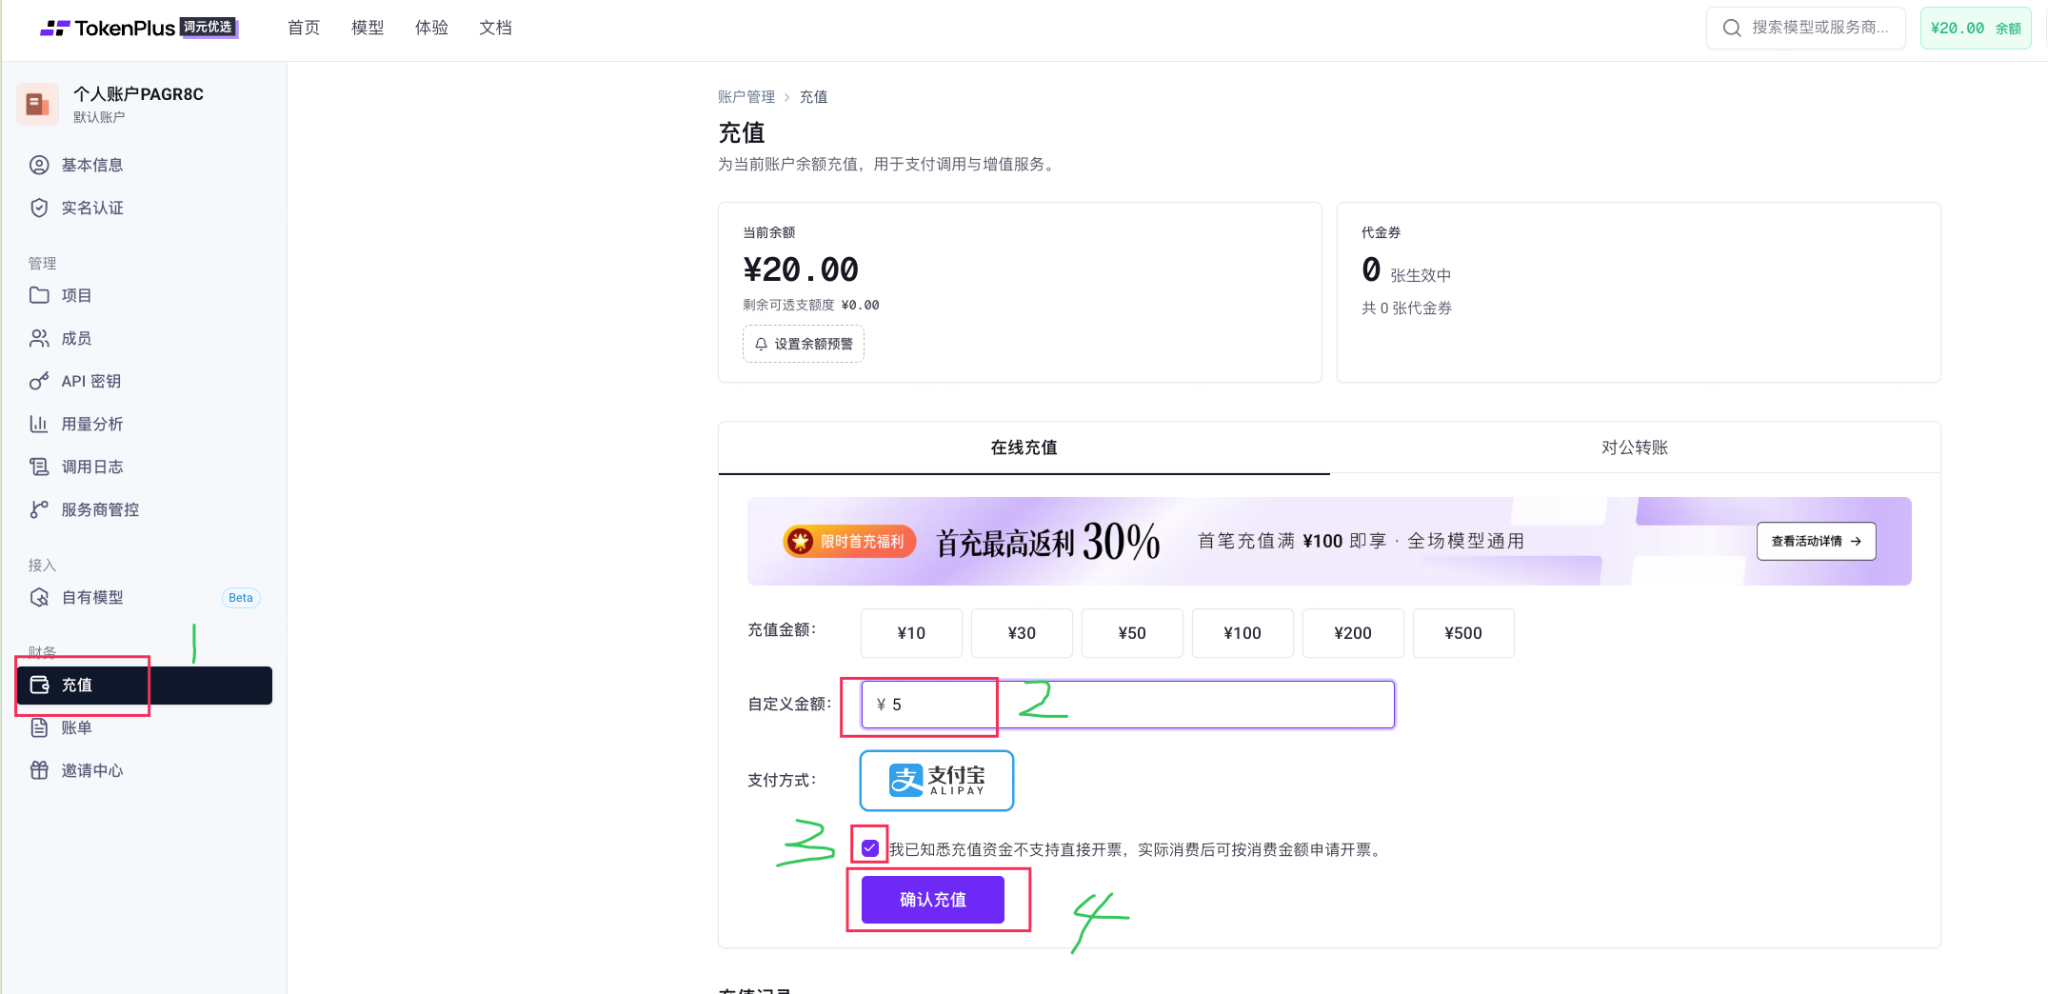 TokenPlus 词元优选
首页 模型 体验 文档
搜索模型或服务商...
¥20.00 余额
个人账户PAGR8C
默认账户
基本信息
实名认证
管理
项目
成员
API 密钥
用量分析
调用日志
服务商管控
接入
自有模型 Beta
财务
充值
账单
邀请中心
1
账户管理 › 充值
充值
为当前账户余额充值，用于支付调用与增值服务。
当前余额
¥20.00
剩余可透支额度 ¥0.00
设置余额预警
代金券
0 张生效中
共 0 张代金券
在线充值 对公转账
限时首充福利 首充最高返利 30% 首笔充值满 ¥100 即享 · 全场模型通用 查看活动详情 →
充值金额： ¥10 ¥30 ¥50 ¥100 ¥200 ¥500
自定义金额： ¥ 5 2
支付方式： 支 支付宝
ALIPAY
3 我已知悉充值资金不支持直接开票，实际消费后可按消费金额申请开票。
确认充值 4
充值记录